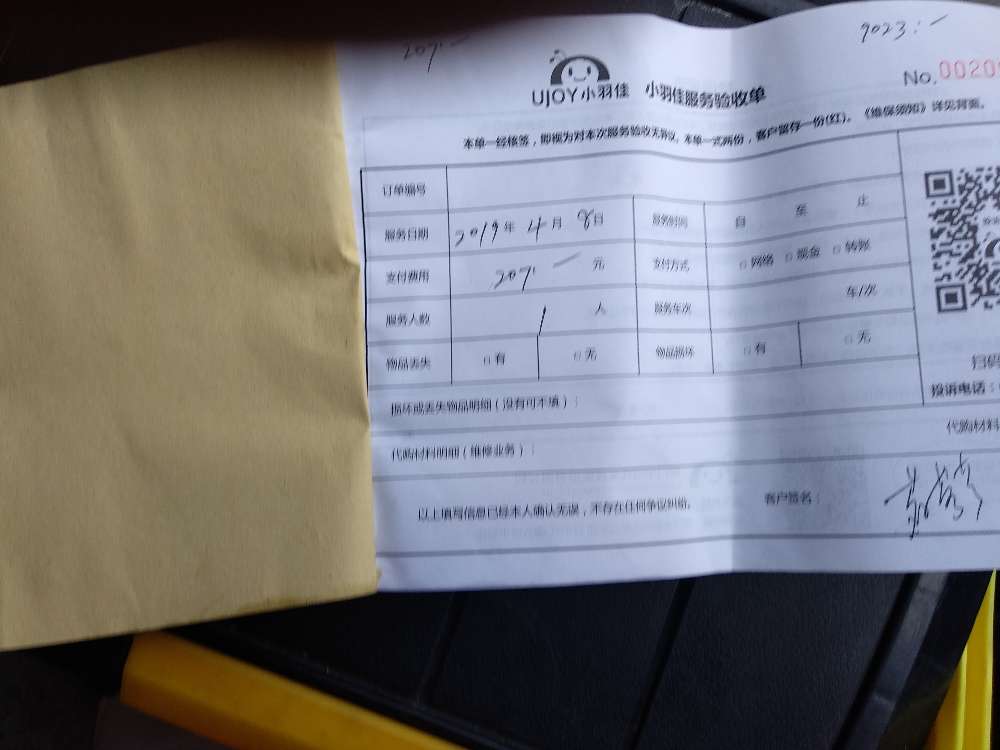 207.— 9023:—
No.0020
UJOY小羽佳 小羽佳服务验收单
本单一经核签，即视为对本次服务验收无异议。本单一式两份，客户留存一份(红)。《维保须知》详见背面。
订单编号
服务日期 2019年4月8日 服务时间 自 至 止
支付费用 207.— 元 支付方式 □网络 □现金 □转账
服务人数 1 人 服务车次 车/次
物品丢失 □有 □无 物品损坏 □有 □无
扫码
投诉电话：
损坏或丢失物品明细（没有可不填）：
代购材料
代购材料明细（维修业务）：
以上填写信息已经本人确认无误，不存在任何争议纠纷。 客户签名：